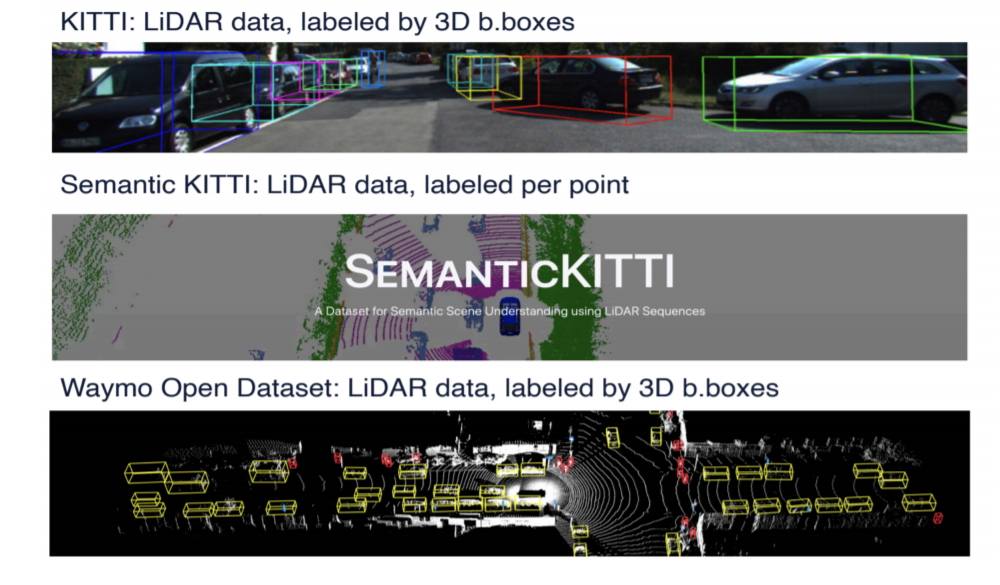 KITTI: LiDAR data, labeled by 3D b.boxes
Semantic KITTI: LiDAR data, labeled per point
SEMANTICKITTI
A Dataset for Semantic Scene Understanding using LiDAR Sequences
Waymo Open Dataset: LiDAR data, labeled by 3D b.boxes